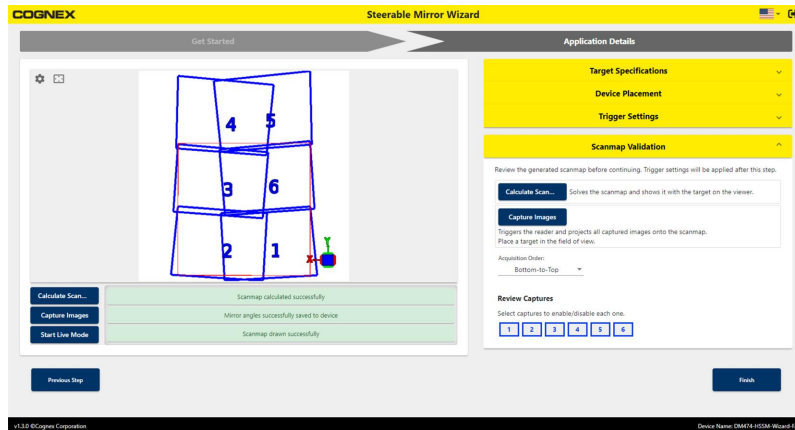 COGNEX
Steerable Mirror Wizard
Get Started
Application Details
4 5
3 6
2 1
Y
X
Calculate Scan...
Scanmap calculated successfully
Capture Images
Mirror angles successfully saved to device
Start Live Mode
Scanmap drawn successfully
Target Specifications
Device Placement
Trigger Settings
Scanmap Validation
Review the generated scanmap before continuing. Trigger settings will be applied after this step.
Calculate Scan...
Solves the scanmap and shows it with the target on the viewer.
Capture Images
Triggers the reader and projects all captured images onto the scanmap.
Place a target in the field of view.
Acquisition Order:
Bottom-to-Top
Review Captures
Select captures to enable/disable each one.
1 2 3 4 5 6
Previous Step
Finish
v1.3.0 ©Cognex Corporation
Device Name: DM474-HSSM-Wizard-F